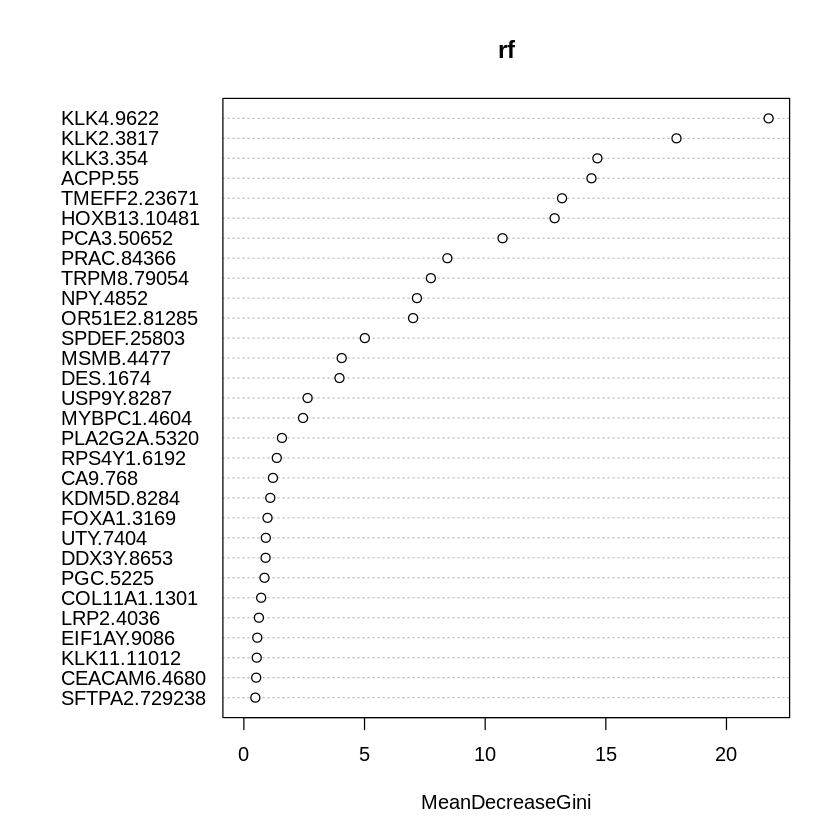 rf
KLK4.9622
KLK2.3817
KLK3.354
ACPP.55
TMEFF2.23671
HOXB13.10481
PCA3.50652
PRAC.84366
TRPM8.79054
NPY.4852
OR51E2.81285
SPDEF.25803
MSMB.4477
DES.1674
USP9Y.8287
MYBPC1.4604
PLA2G2A.5320
RPS4Y1.6192
CA9.768
KDM5D.8284
FOXA1.3169
UTY.7404
DDX3Y.8653
PGC.5225
COL11A1.1301
LRP2.4036
EIF1AY.9086
KLK11.11012
CEACAM6.4680
SFTPA2.729238
0 5 10 15 20
MeanDecreaseGini